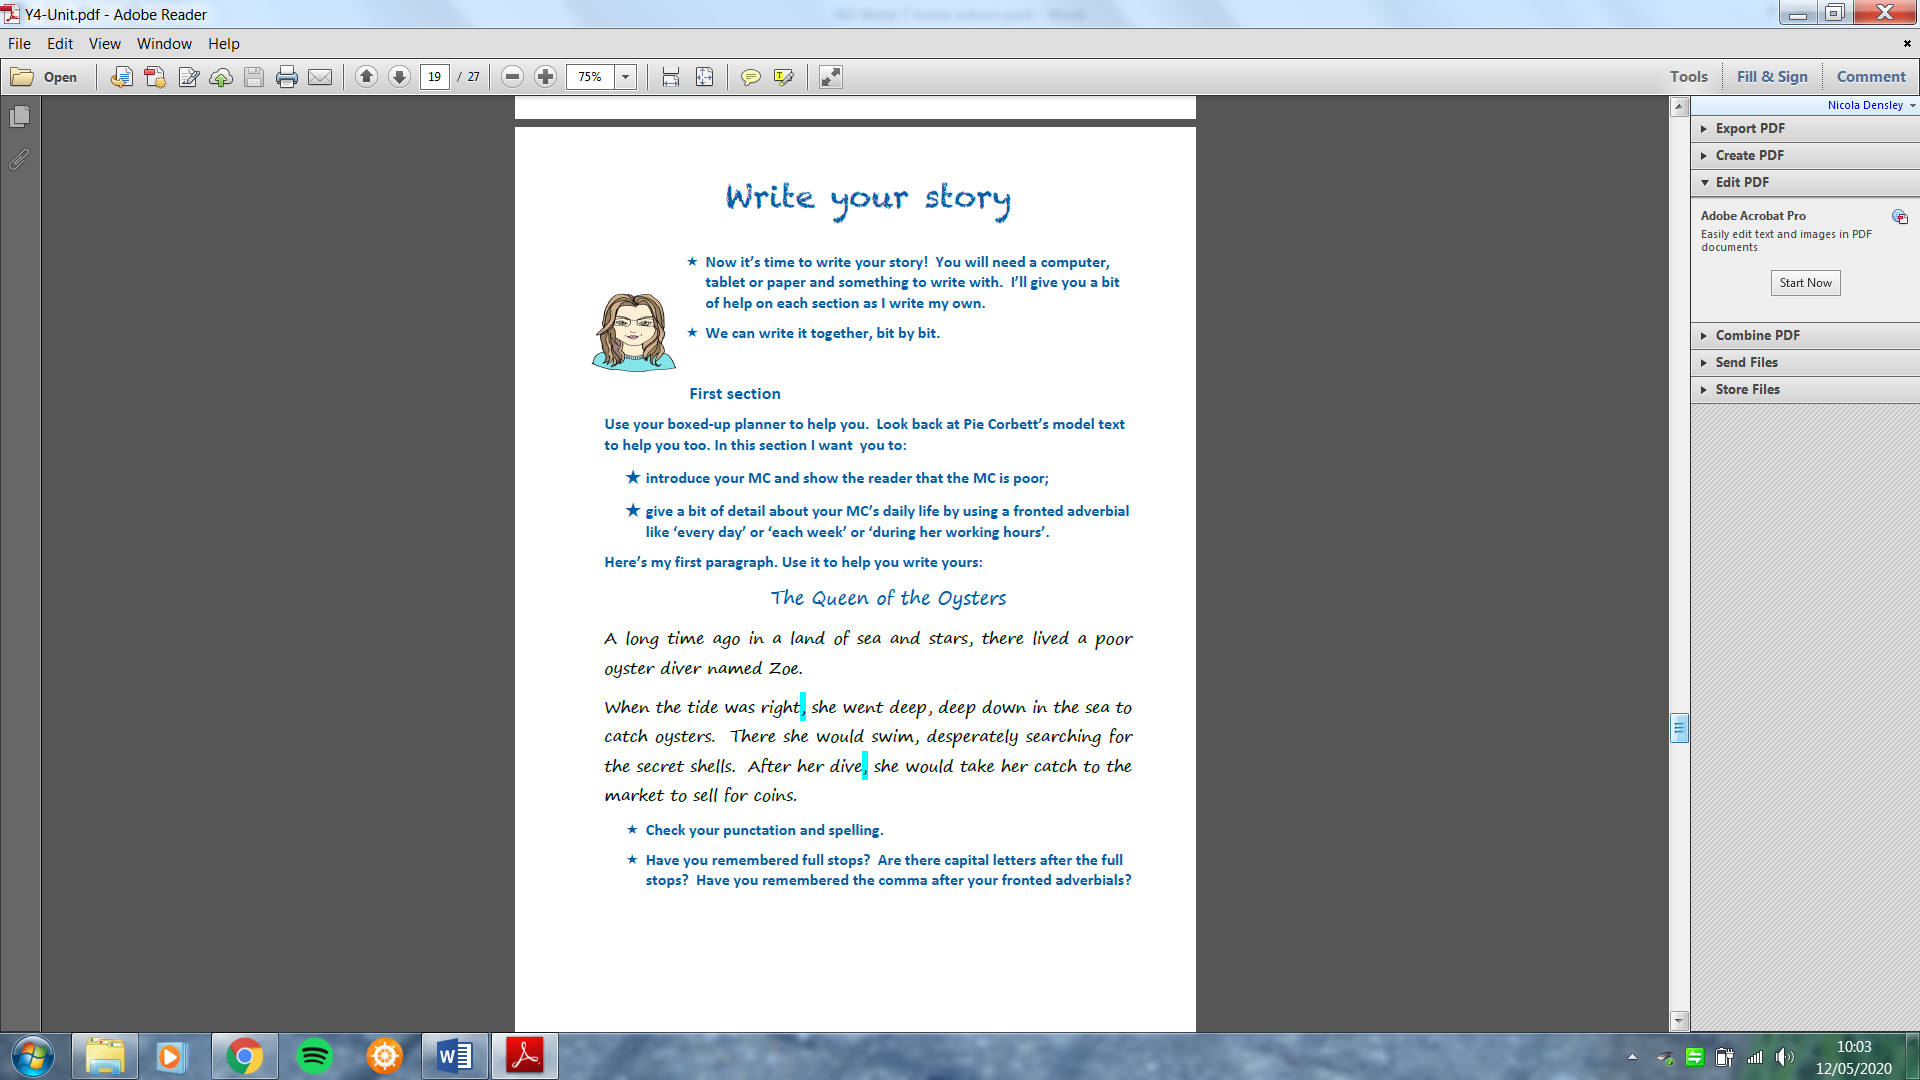 Y4-Unit.pdf - Adobe Reader
File Edit View Window Help
Open 19 / 27 75% Tools Fill & Sign Comment
Nicola Densley
Export PDF
Create PDF
Edit PDF
Adobe Acrobat Pro
Easily edit text and images in PDF
documents
Start Now
Combine PDF
Send Files
Store Files
Write your story
★ Now it’s time to write your story!  You will need a computer,
tablet or paper and something to write with.  I’ll give you a bit
of help on each section as I write my own.
★ We can write it together, bit by bit.
First section
Use your boxed-up planner to help you.  Look back at Pie Corbett’s model text
to help you too. In this section I want  you to:
★ introduce your MC and show the reader that the MC is poor;
★ give a bit of detail about your MC’s daily life by using a fronted adverbial
like ‘every day’ or ‘each week’ or ‘during her working hours’.
Here’s my first paragraph. Use it to help you write yours:
The Queen of the Oysters
A long time ago in a land of sea and stars, there lived a poor
oyster diver named Zoe.
When the tide was right, she went deep, deep down in the sea to
catch oysters.  There she would swim, desperately searching for
the secret shells.  After her dive, she would take her catch to the
market to sell for coins.
★ Check your punctation and spelling.
★ Have you remembered full stops?  Are there capital letters after the full
stops?  Have you remembered the comma after your fronted adverbials?
10:03
12/05/2020